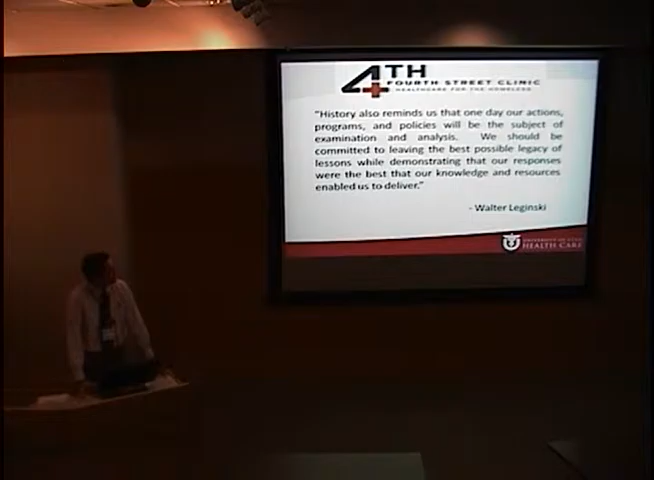 4TH
FOURTH STREET CLINIC
HEALTHCARE FOR THE HOMELESS
"History also reminds us that one day our actions,
programs, and policies will be the subject of
examination and analysis. We should be
committed to leaving the best possible legacy of
lessons while demonstrating that our responses
were the best that our knowledge and resources
enabled us to deliver."
- Walter Leginski
UNIVERSITY OF UTAH
HEALTH CARE